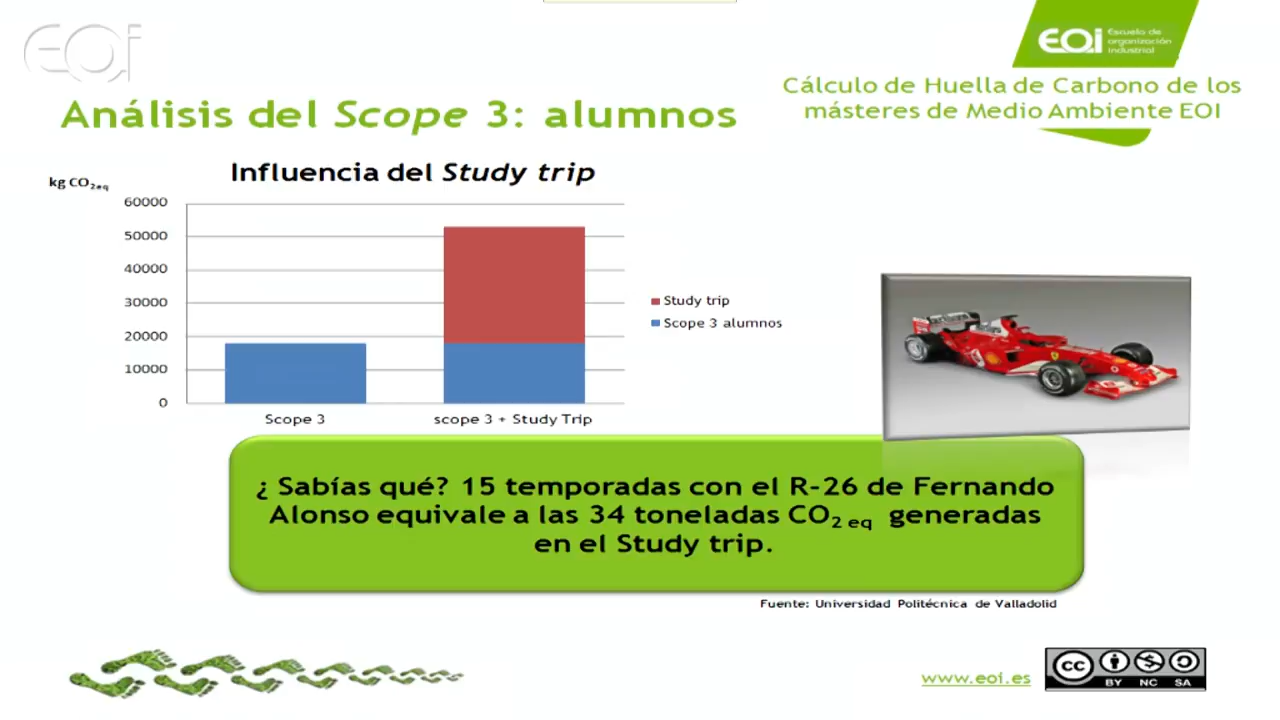 EOI
EOI Escuela de
organización
industrial
Cálculo de Huella de Carbono de los
másteres de Medio Ambiente EOI
Análisis del Scope 3: alumnos
Influencia del Study trip
kg CO2eq
60000
50000
40000
30000
20000
10000
0
Scope 3
scope 3 + Study Trip
Study trip
Scope 3 alumnos
¿ Sabías qué? 15 temporadas con el R-26 de Fernando
Alonso equivale a las 34 toneladas CO2 eq generadas
en el Study trip.
Fuente: Universidad Politécnica de Valladolid
www.eoi.es
cc
BY NC SA